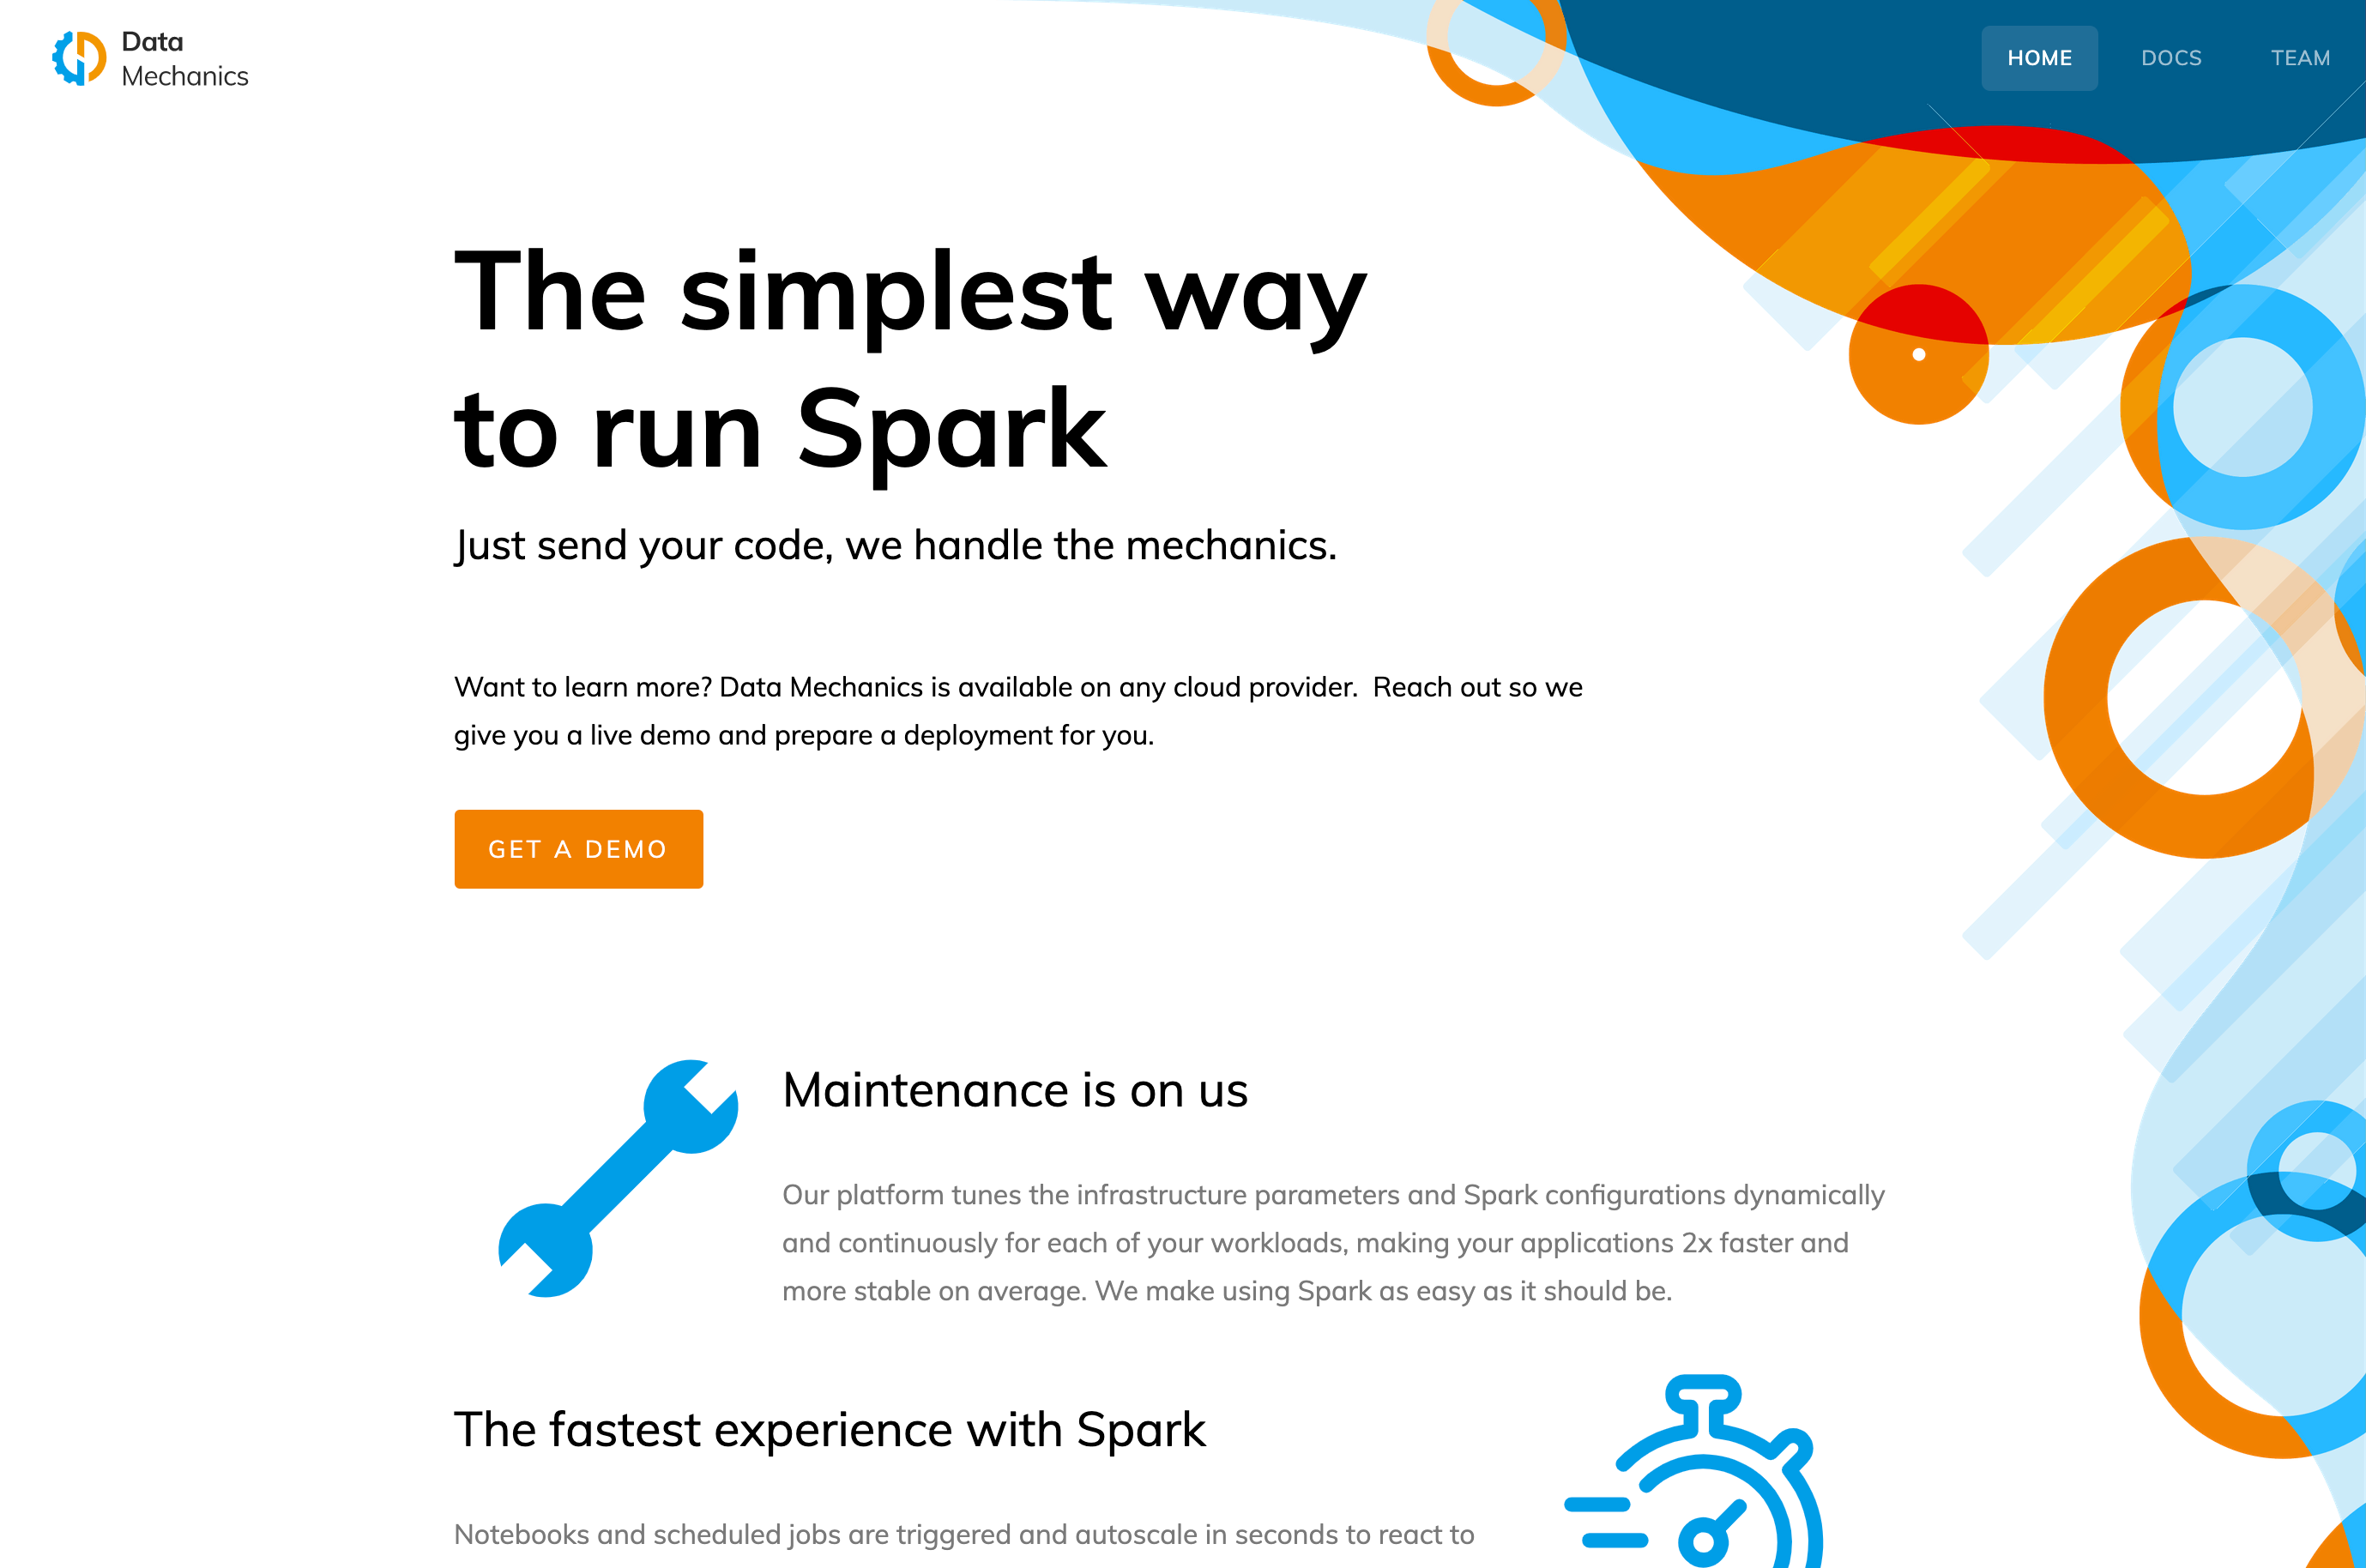 Data
Mechanics
HOME DOCS TEAM
The simplest way
to run Spark
Just send your code, we handle the mechanics.
Want to learn more? Data Mechanics is available on any cloud provider.  Reach out so we
give you a live demo and prepare a deployment for you.
GET A DEMO
Maintenance is on us
Our platform tunes the infrastructure parameters and Spark configurations dynamically
and continuously for each of your workloads, making your applications 2x faster and
more stable on average. We make using Spark as easy as it should be.
The fastest experience with Spark
Notebooks and scheduled jobs are triggered and autoscale in seconds to react to